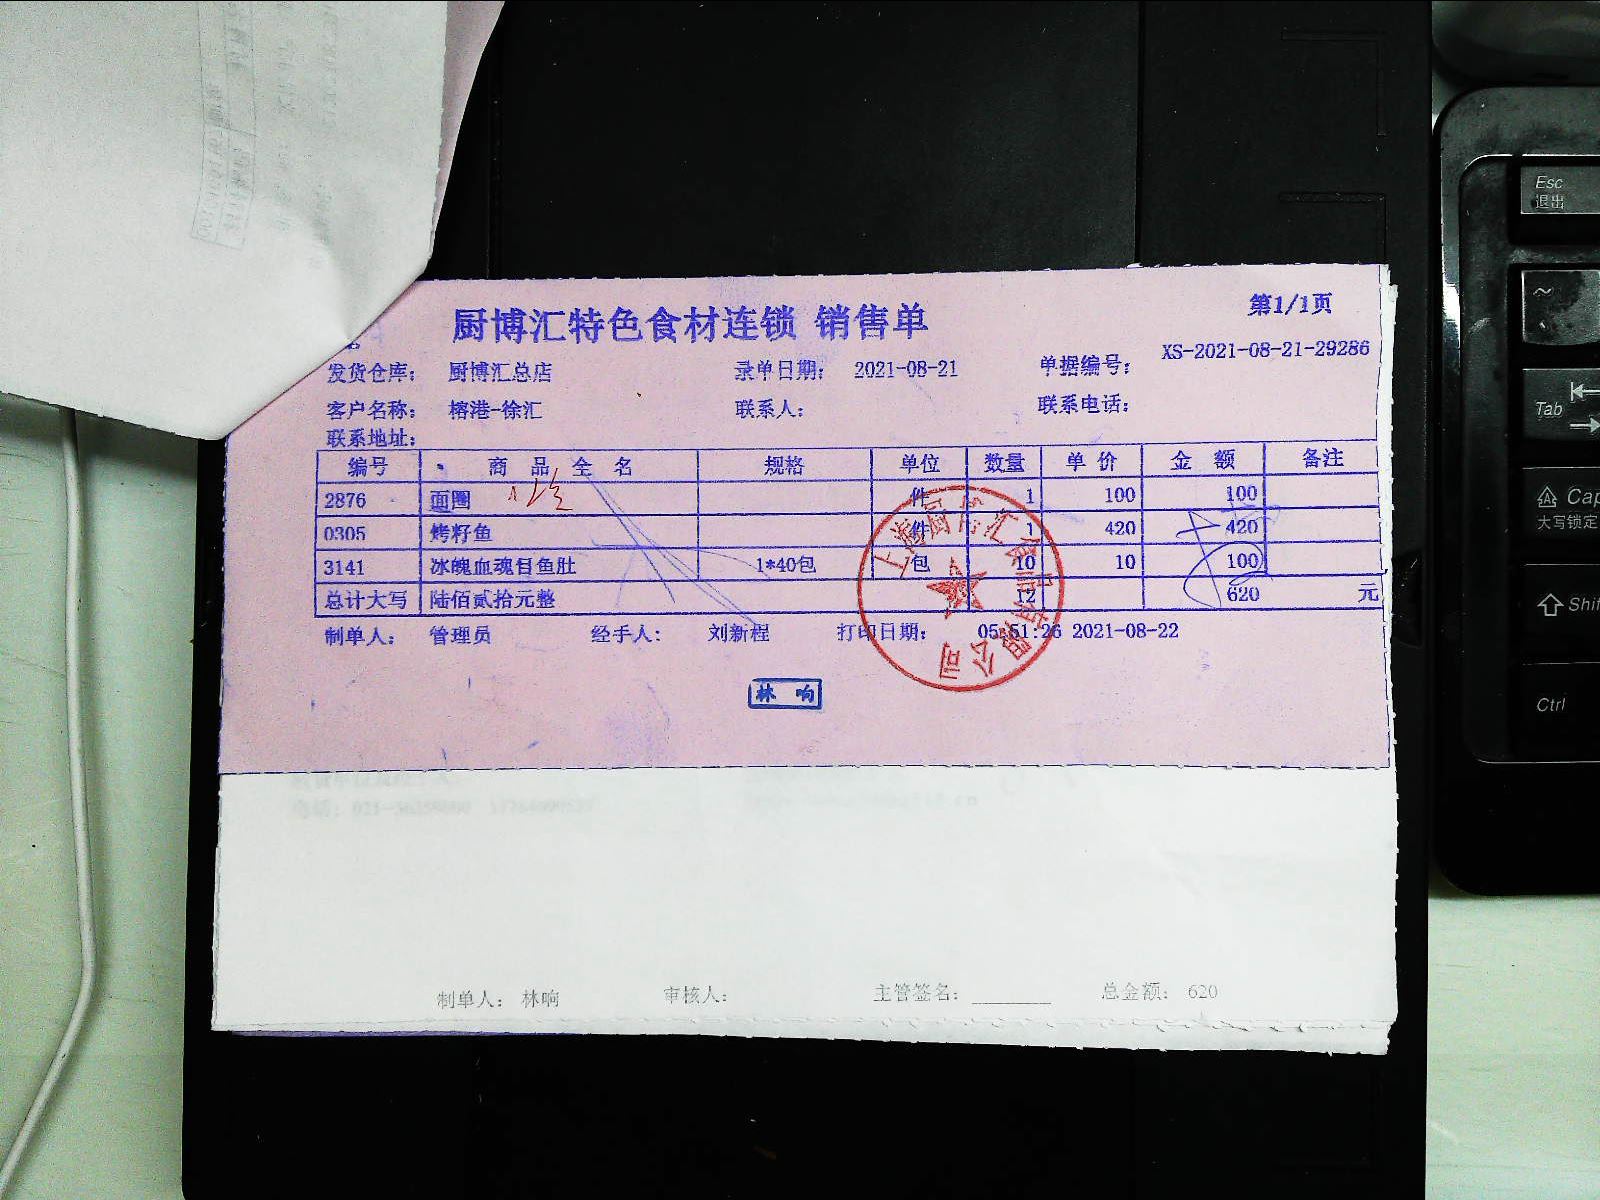 厨博汇特色食材连锁 销售单
第1/1页
发货仓库: 厨博汇总店 录单日期: 2021-08-21 单据编号: XS-2021-08-21-29286
客户名称: 榕港-徐汇 联系人: 联系电话:
联系地址:
编号 商品全名 规格 单位 数量 单价 金额 备注
2876 面圈 件 1 100 100
0305 烤籽鱼 件 1 420 420
3141 冰魄血魂目鱼肚 1*40包 包 10 10 100
总计大写 陆佰贰拾元整 12 620 元
制单人: 管理员 经手人: 刘新程 打印日期: 05:51:26 2021-08-22
林响
制单人: 林响 审核人: 主管签名: ________ 总金额: 620
Esc
退出
~
Tab
Cap
大写锁定
Shif
Ctrl